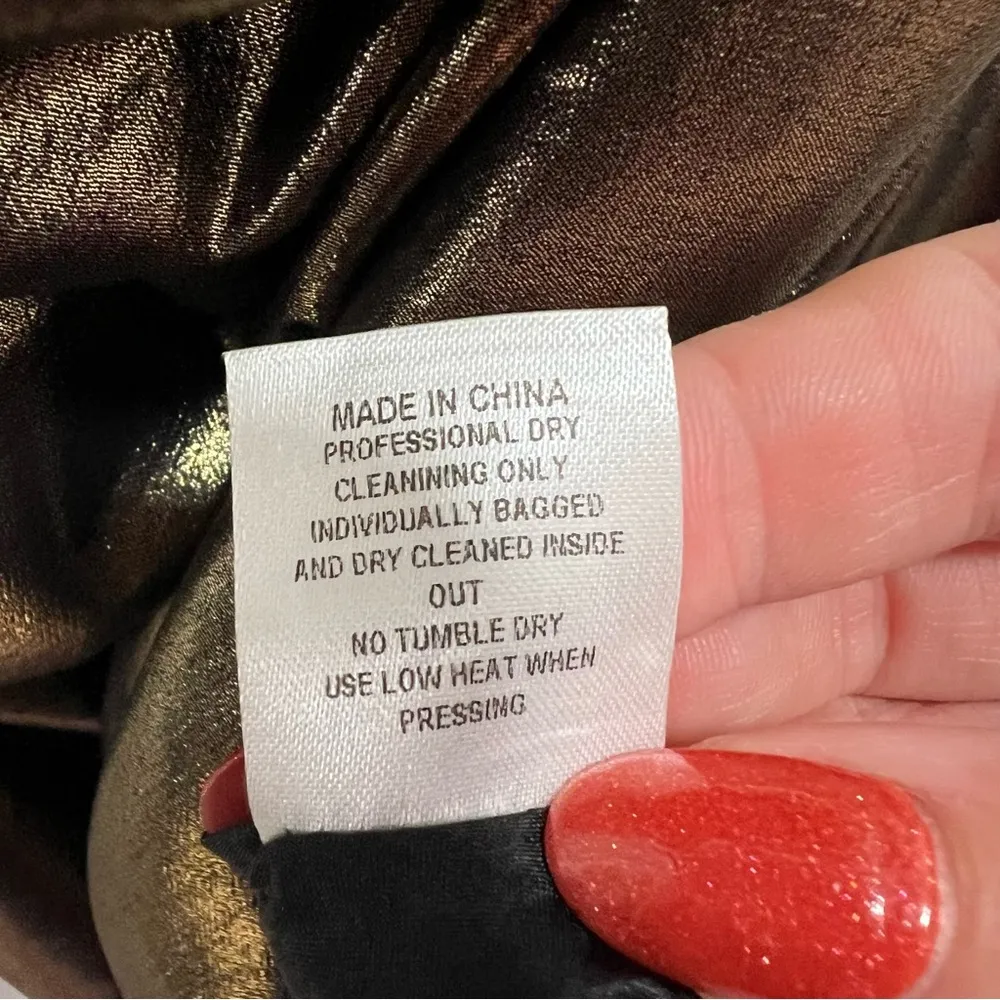 MADE IN CHINA
PROFESSIONAL DRY
CLEANINING ONLY
INDIVIDUALLY BAGGED
AND DRY CLEANED INSIDE
OUT
NO TUMBLE DRY
USE LOW HEAT WHEN
PRESSING